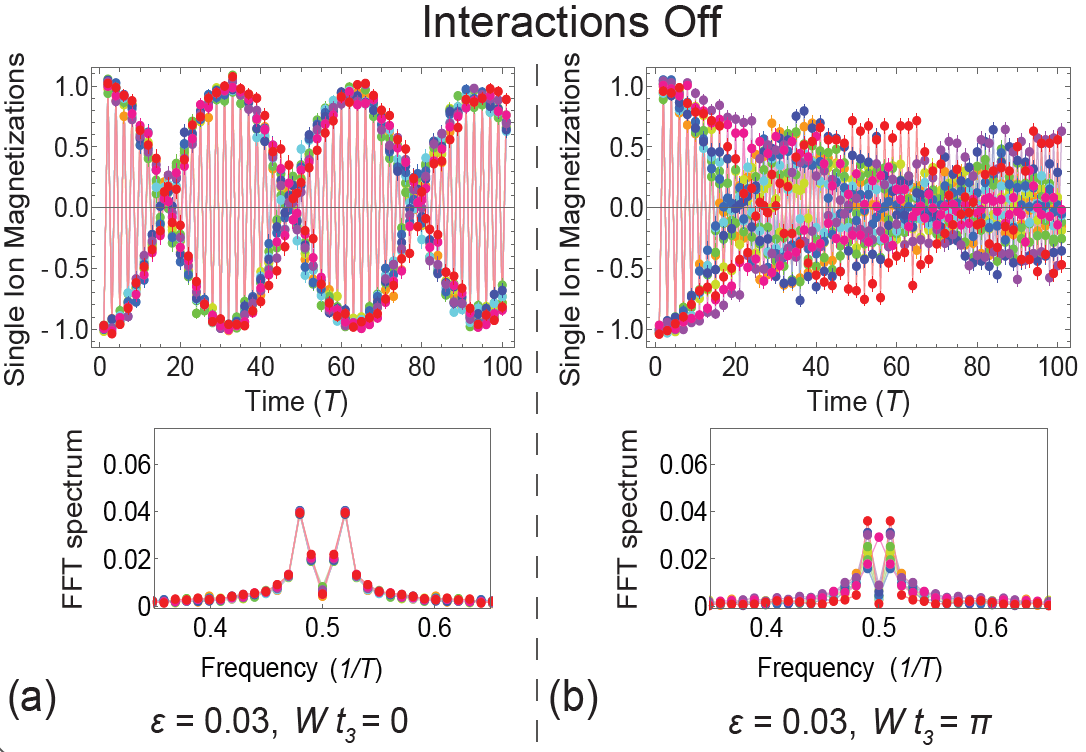 Interactions Off
Single Ion Magnetizations
1.0
0.5
0.0
- 0.5
- 1.0
0 20 40 60 80 100
Time (T)
FFT spectrum
0.06
0.04
0.02
0
0.4 0.5 0.6
Frequency (1/T)
(a)
ε = 0.03, W t3 = 0
Single Ion Magnetizations
1.0
0.5
0.0
- 0.5
- 1.0
0 20 40 60 80 100
Time (T)
FFT spectrum
0.06
0.04
0.02
0
0.4 0.5 0.6
Frequency (1/T)
(b)
ε = 0.03, W t3 = π